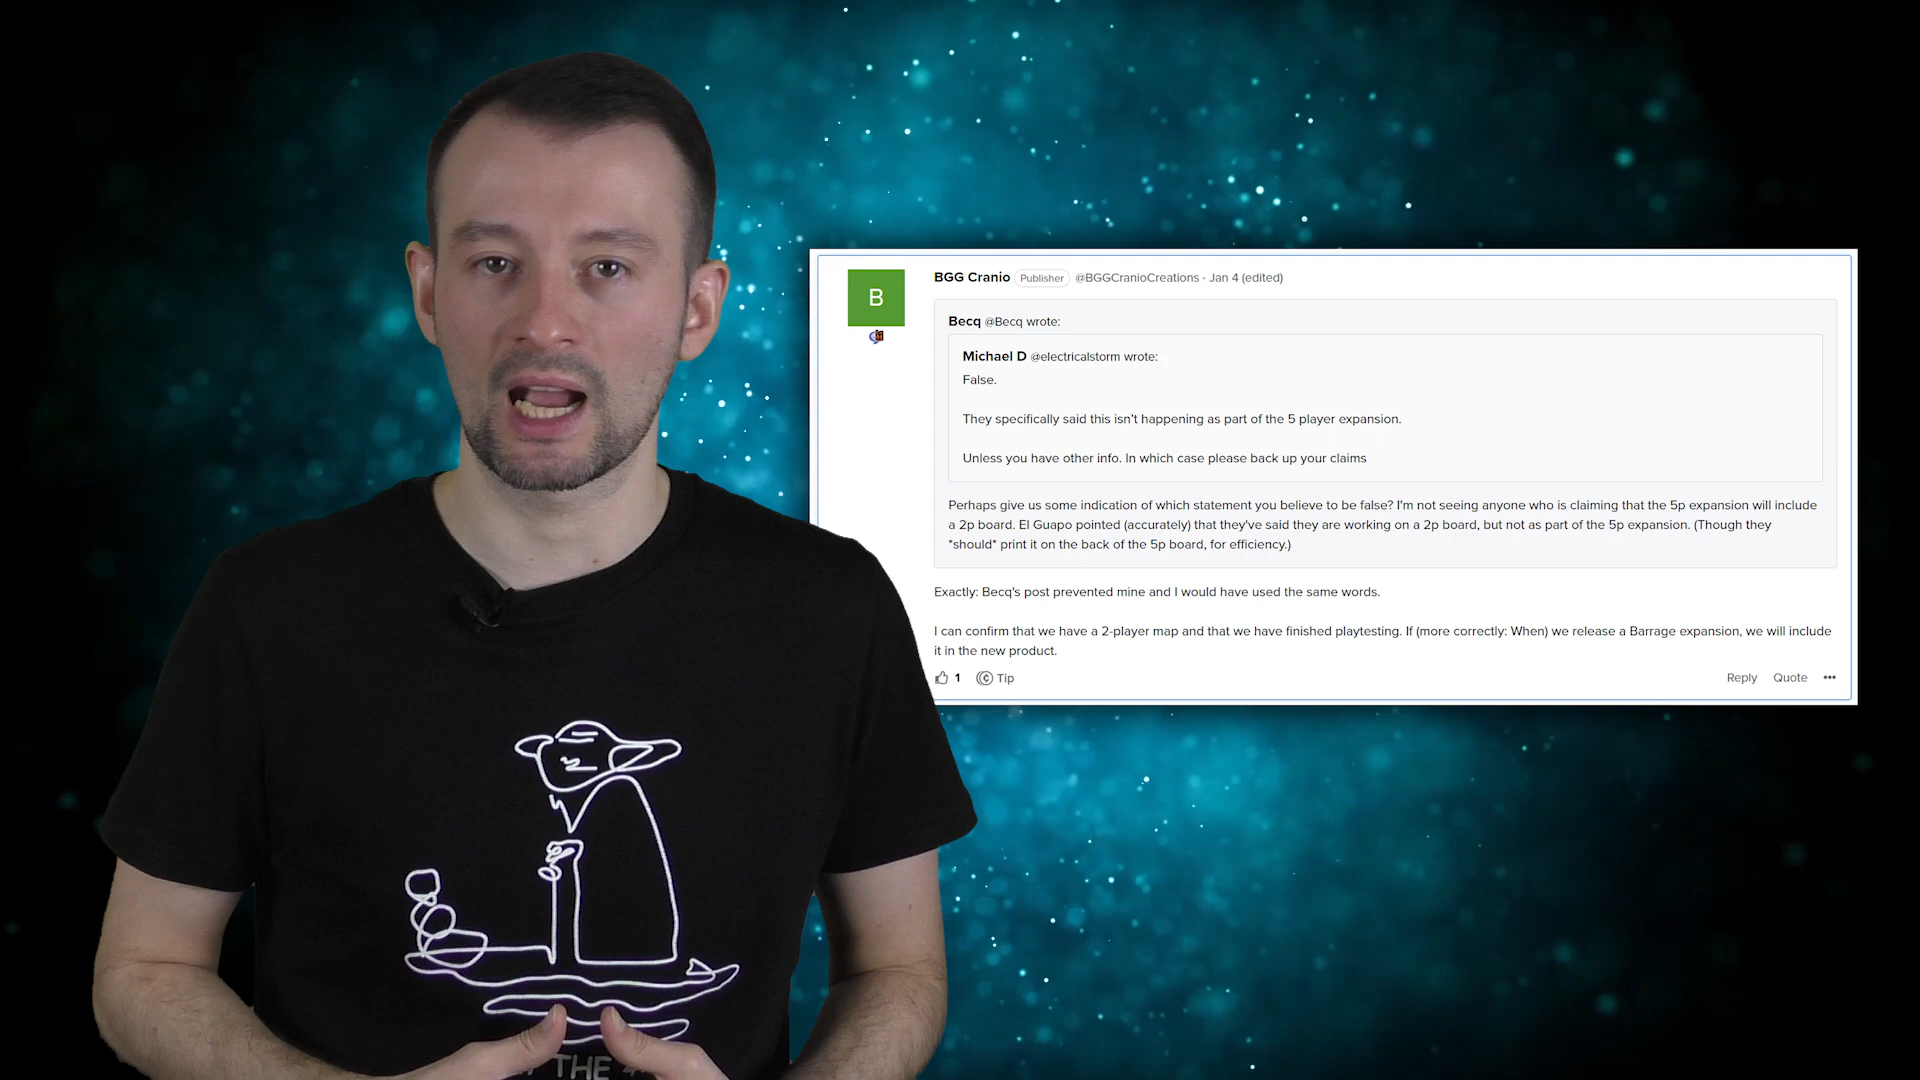 B
BGG Cranio Publisher @BGGCranioCreations - Jan 4 (edited)
Becq @Becq wrote:
Michael D @electricalstorm wrote:
False.
They specifically said this isn't happening as part of the 5 player expansion.
Unless you have other info. In which case please back up your claims
Perhaps give us some indication of which statement you believe to be false? I'm not seeing anyone who is claiming that the 5p expansion will include
a 2p board. El Guapo pointed (accurately) that they've said they are working on a 2p board, but not as part of the 5p expansion. (Though they
*should* print it on the back of the 5p board, for efficiency.)
Exactly: Becq's post prevented mine and I would have used the same words.
I can confirm that we have a 2-player map and that we have finished playtesting. If (more correctly: When) we release a Barrage expansion, we will include
it in the new product.
1 Tip Reply Quote •••
THE